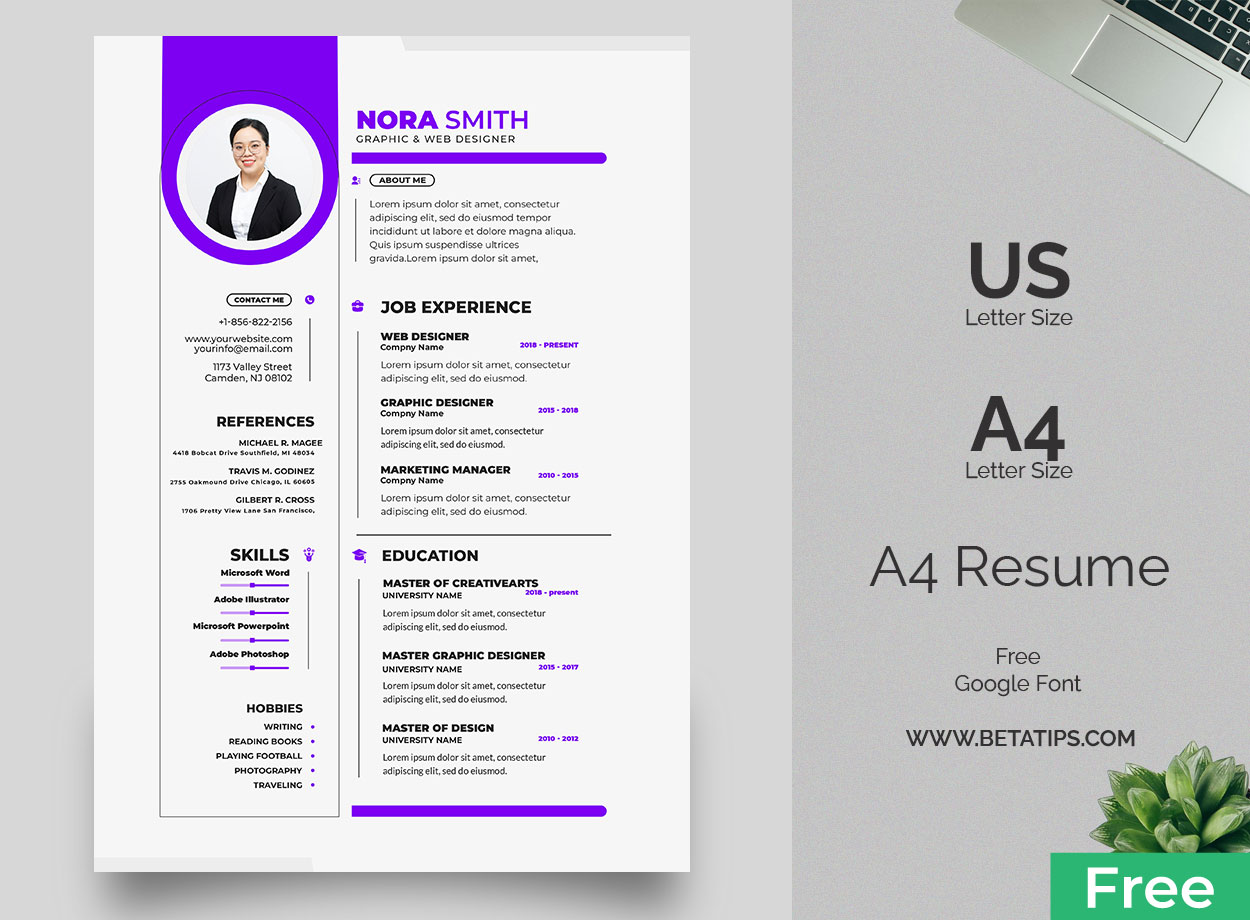 NORA SMITH
GRAPHIC & WEB DESIGNER
ABOUT ME
Lorem ipsum dolor sit amet, consectetur
adipiscing elit, sed do eiusmod tempor
incididunt ut labore et dolore magna aliqua.
Quis ipsum suspendisse ultrices
gravida.Lorem ipsum dolor sit amet,
CONTACT ME
+1-856-822-2156
www.yourwebsite.com
yourinfo@email.com
1173 Valley Street
Camden, NJ 08102
REFERENCES
MICHAEL R. MAGEE
4418 Bobcat Drive Southfield, MI 48034
TRAVIS M. GODINEZ
2755 Oakmound Drive Chicago, IL 60605
GILBERT R. CROSS
1706 Pretty View Lane San Francisco,
SKILLS
Microsoft Word
Adobe Illustrator
Microsoft Powerpoint
Adobe Photoshop
HOBBIES
WRITING
READING BOOKS
PLAYING FOOTBALL
PHOTOGRAPHY
TRAVELING
JOB EXPERIENCE
WEB DESIGNER
Compny Name
2018 - PRESENT
Lorem ipsum dolor sit amet, consectetur
adipiscing elit, sed do eiusmod.
GRAPHIC DESIGNER
Compny Name
2015 - 2018
Lorem ipsum dolor sit amet, consectetur
adipiscing elit, sed do eiusmod.
MARKETING MANAGER
Compny Name
2010 - 2015
Lorem ipsum dolor sit amet, consectetur
adipiscing elit, sed do eiusmod.
EDUCATION
MASTER OF CREATIVEARTS
UNIVERSITY NAME
2018 - present
Lorem ipsum dolor sit amet, consectetur
adipiscing elit, sed do eiusmod.
MASTER GRAPHIC DESIGNER
UNIVERSITY NAME
2015 - 2017
Lorem ipsum dolor sit amet, consectetur
adipiscing elit, sed do eiusmod.
MASTER OF DESIGN
UNIVERSITY NAME
2010 - 2012
Lorem ipsum dolor sit amet, consectetur
adipiscing elit, sed do eiusmod.
US
Letter Size
A4
Letter Size
A4 Resume
Free
Google Font
WWW.BETATIPS.COM
Free